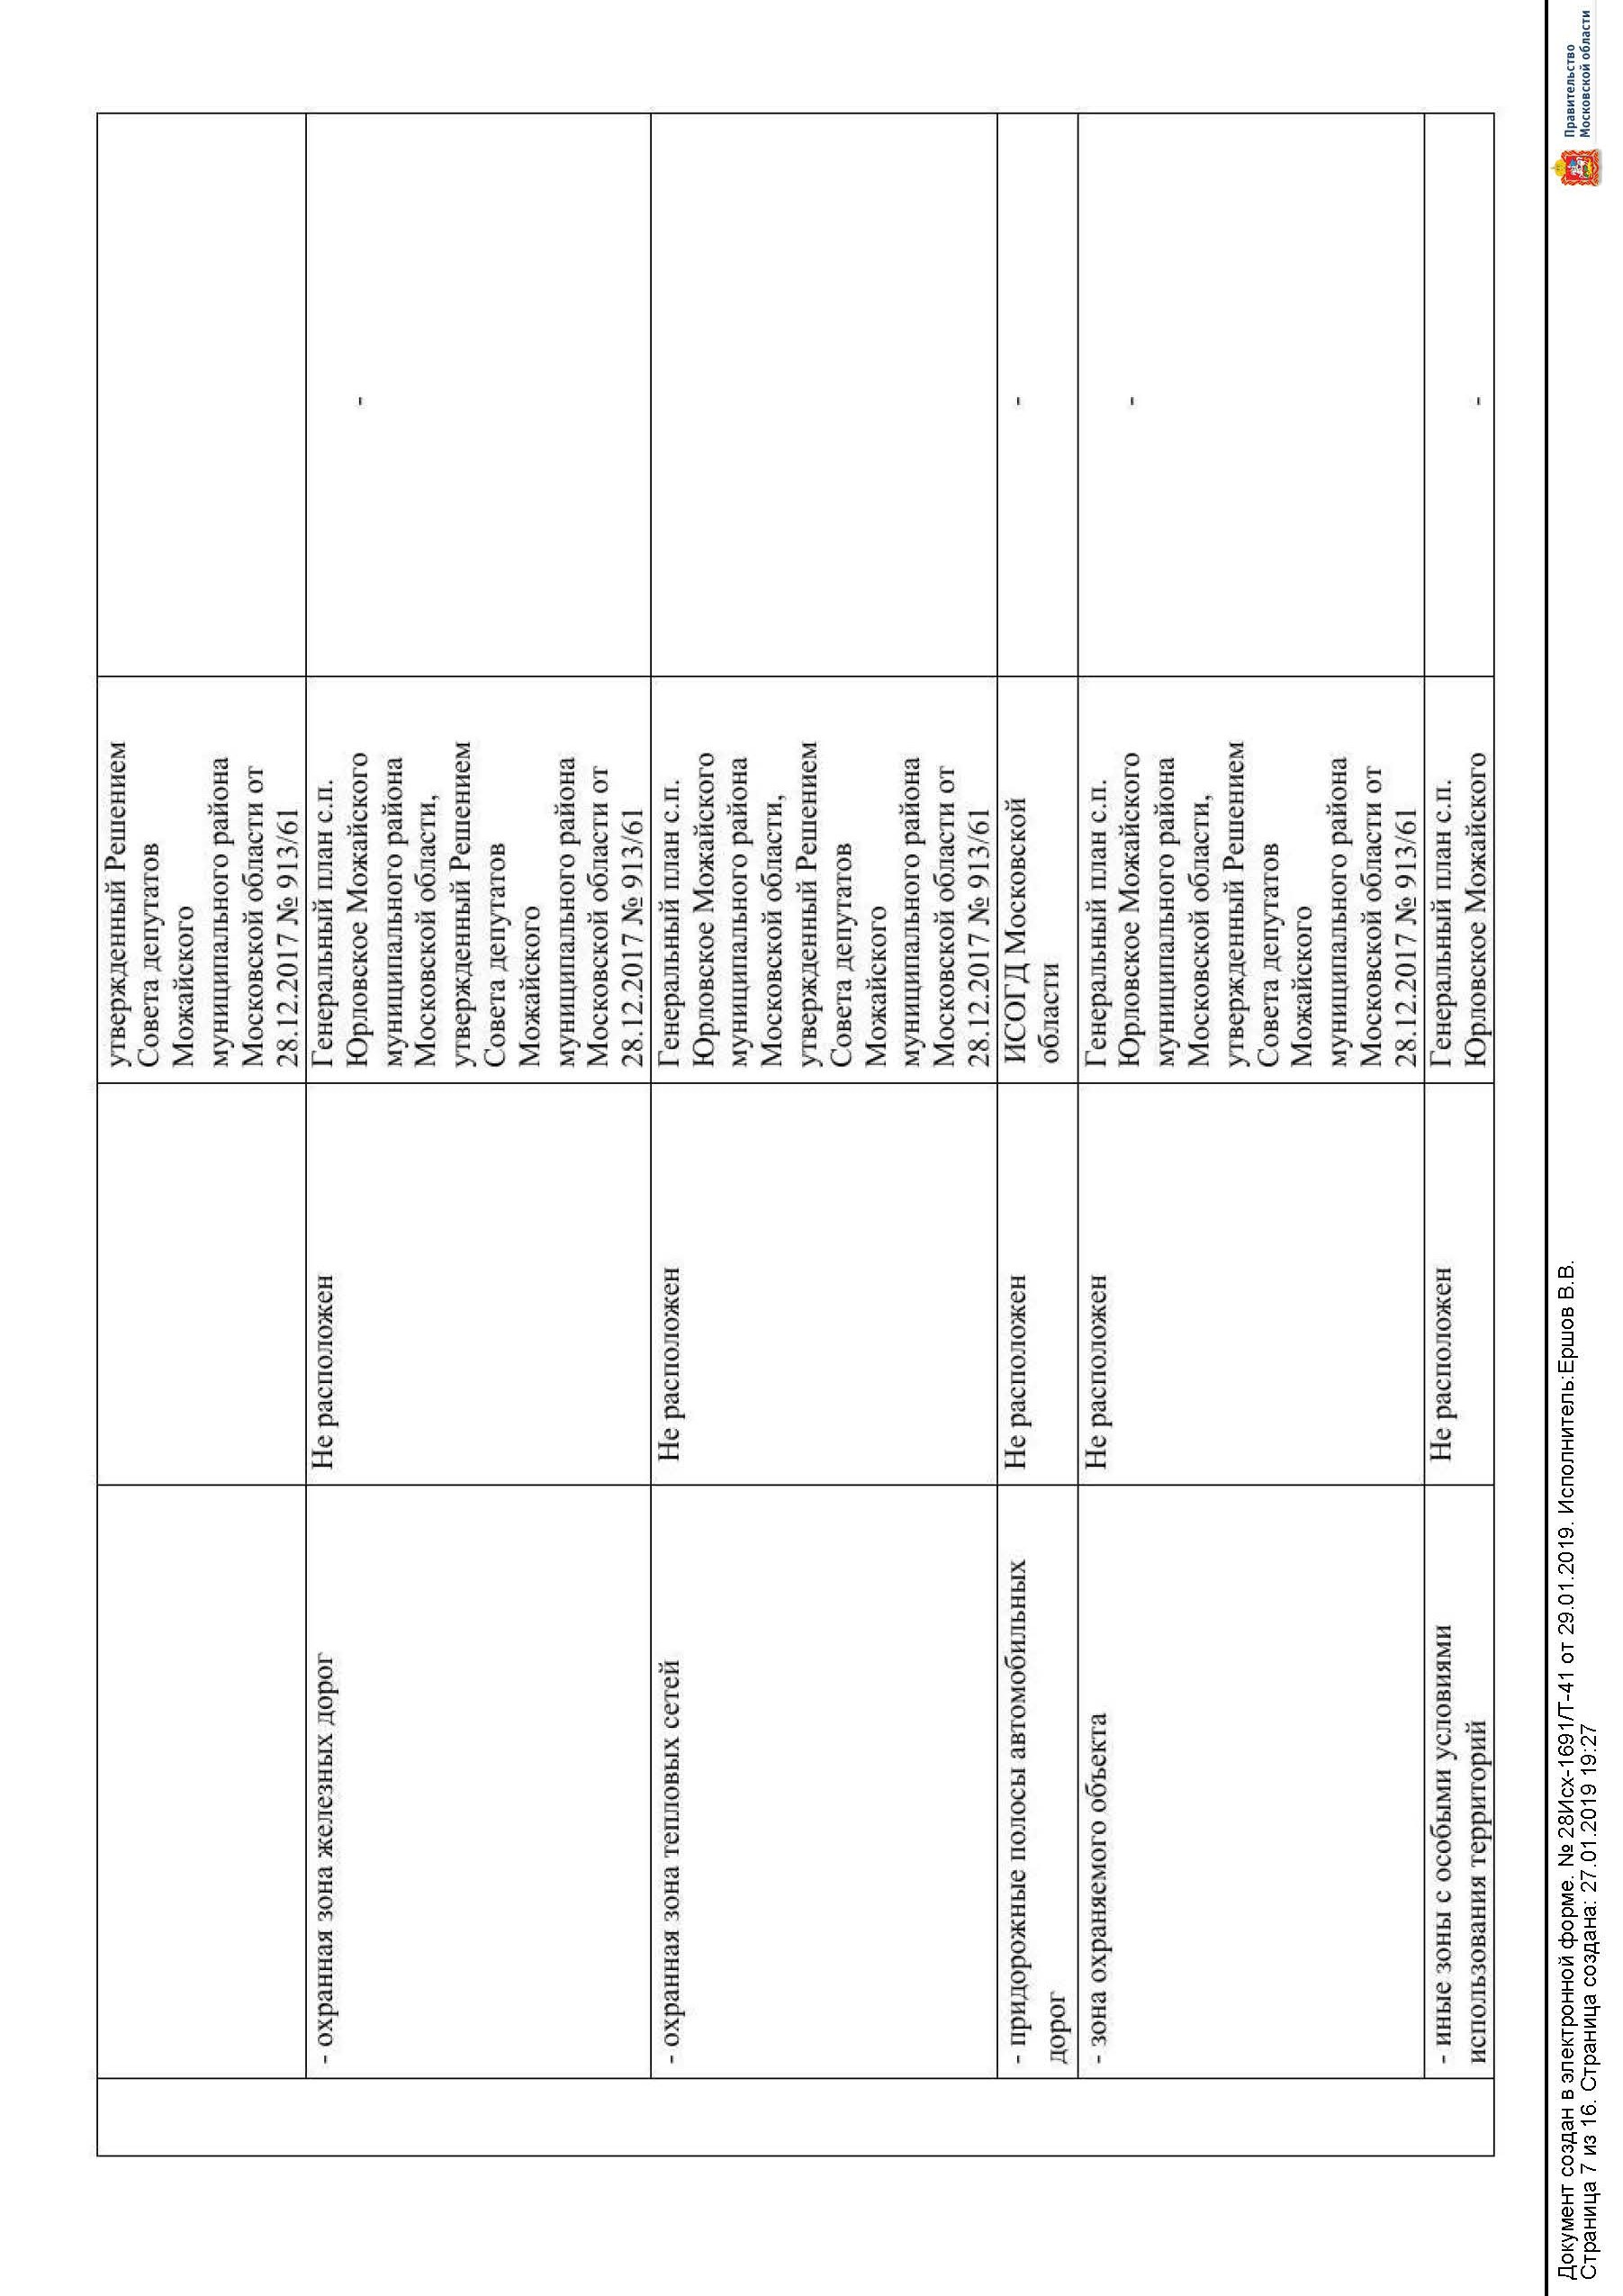 утвержденный Решением
Совета депутатов
Можайского
муниципального района
Московской области от
28.12.2017 № 913/61
- охранная зона железных дорог
Не расположен
Генеральный план с.п.
Юрловское Можайского
муниципального района
Московской области,
утвержденный Решением
Совета депутатов
Можайского
муниципального района
Московской области от
28.12.2017 № 913/61
-
- охранная зона тепловых сетей
Не расположен
Генеральный план с.п.
Юрловское Можайского
муниципального района
Московской области,
утвержденный Решением
Совета депутатов
Можайского
муниципального района
Московской области от
28.12.2017 № 913/61
- придорожные полосы автомобильных
дорог
Не расположен
ИСОГД Московской
области
-
- зона охраняемого объекта
Не расположен
Генеральный план с.п.
Юрловское Можайского
муниципального района
Московской области,
утвержденный Решением
Совета депутатов
Можайского
муниципального района
Московской области от
28.12.2017 № 913/61
-
- иные зоны с особыми условиями
использования территорий
Не расположен
Генеральный план с.п.
Юрловское Можайского
-
Документ создан в электронной форме. № 28Исх-1691/Т-41 от 29.01.2019. Исполнитель:Ершов В.В.
Страница 7 из 16. Страница создана: 27.01.2019 19:27
Правительство
Московской области